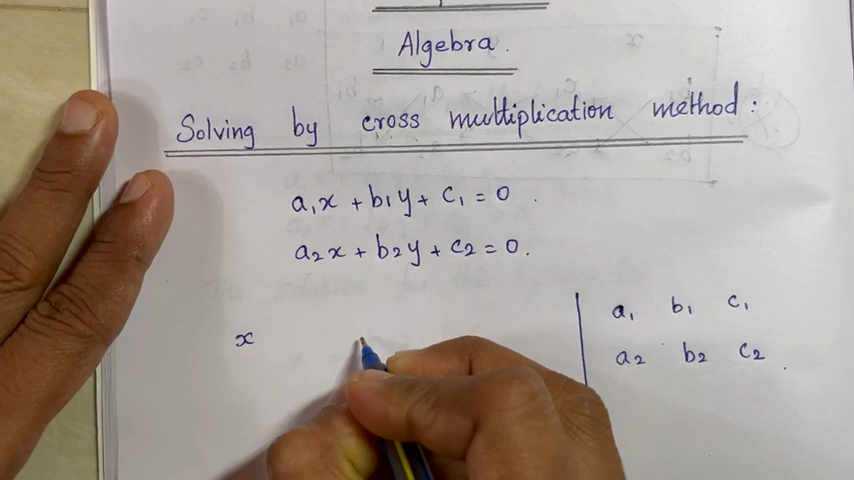 Algebra.
Solving by cross multiplication method:
a₁x + b₁y + c₁ = 0.
a₂x + b₂y + c₂ = 0.
a₁ b₁ c₁
x
a₂ b₂ c₂.